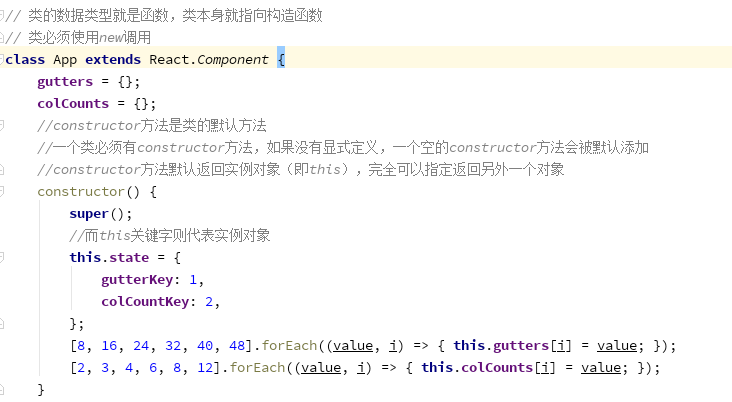 // 类的数据类型就是函数，类本身就指向构造函数
// 类必须使用new调用
class App extends React.Component {
    gutters = {};
    colCounts = {};
    //constructor方法是类的默认方法
    //一个类必须有constructor方法，如果没有显式定义，一个空的constructor方法会被默认添加
    //constructor方法默认返回实例对象（即this），完全可以指定返回另外一个对象
    constructor() {
        super();
        //而this关键字则代表实例对象
        this.state = {
            gutterKey: 1,
            colCountKey: 2,
        };
        [8, 16, 24, 32, 40, 48].forEach((value, i) => { this.gutters[i] = value; });
        [2, 3, 4, 6, 8, 12].forEach((value, i) => { this.colCounts[i] = value; });
    }